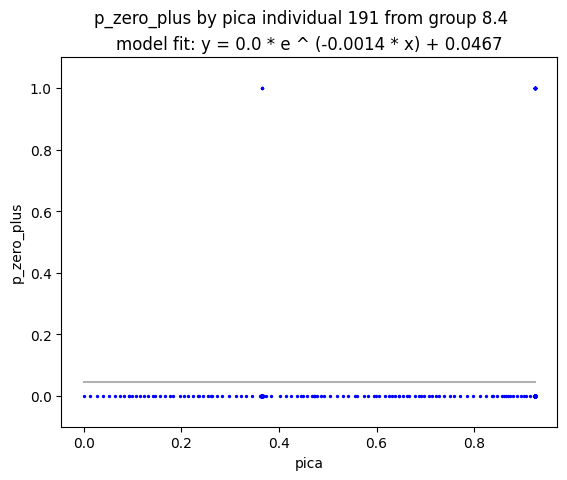 p_zero_plus by pica individual 191 from group 8.4
model fit: y = 0.0 * e ^ (-0.0014 * x) + 0.0467
1.0
0.8
0.6
0.4
0.2
0.0
p_zero_plus
0.0 0.2 0.4 0.6 0.8
pica